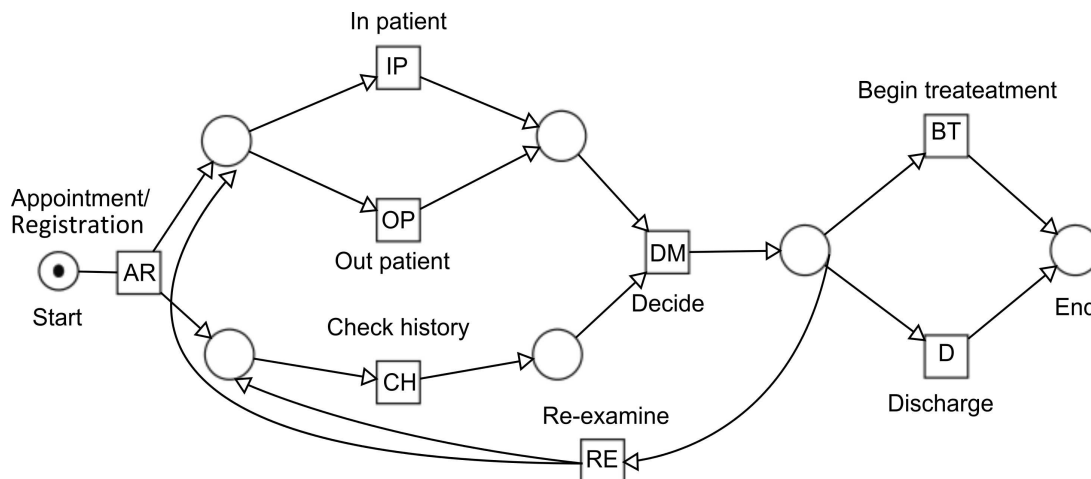 In patient
IP
Begin treateatment
BT
Appointment/
Registration
OP
AR
DM
Out patient
Start
Decide
End
Check history
CH
D
Re-examine
Discharge
RE